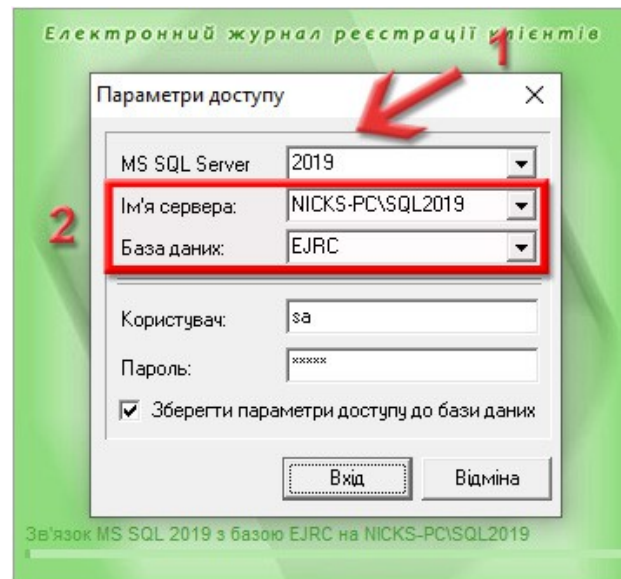 Електронний журнал реєстрації клієнтів
1
Параметри доступу
MS SQL Server 2019
2
Ім'я сервера: NICKS-PC\SQL2019
База даних: EJRC
Користувач: sa
Пароль: xxxxx
Зберегти параметри доступу до бази даних
Вхід Відміна
Зв'язок MS SQL 2019 з базою EJRC на NICKS-PC\SQL2019